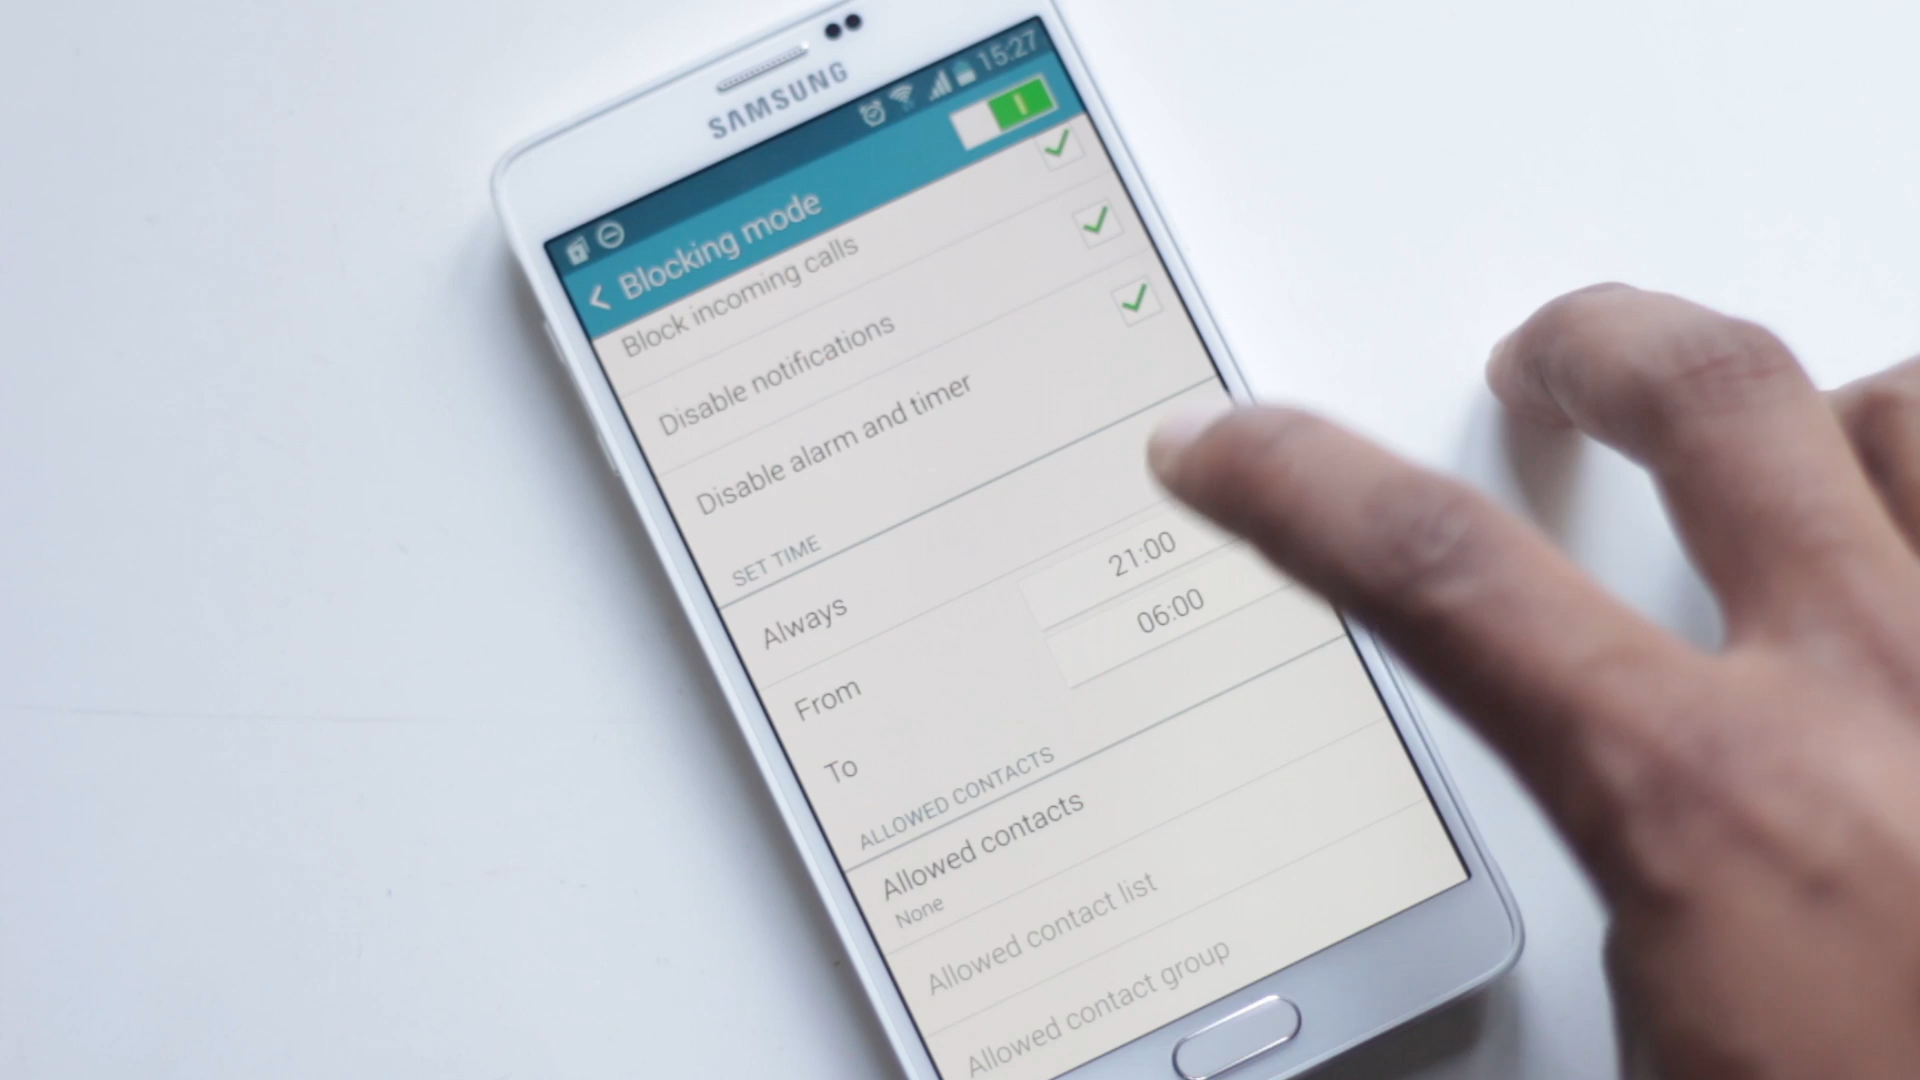 SAMSUNG
15:27
Blocking mode
Block incoming calls
Disable notifications
Disable alarm and timer
SET TIME
Always
From 21:00
To 06:00
ALLOWED CONTACTS
Allowed contacts
None
Allowed contact list
Allowed contact group